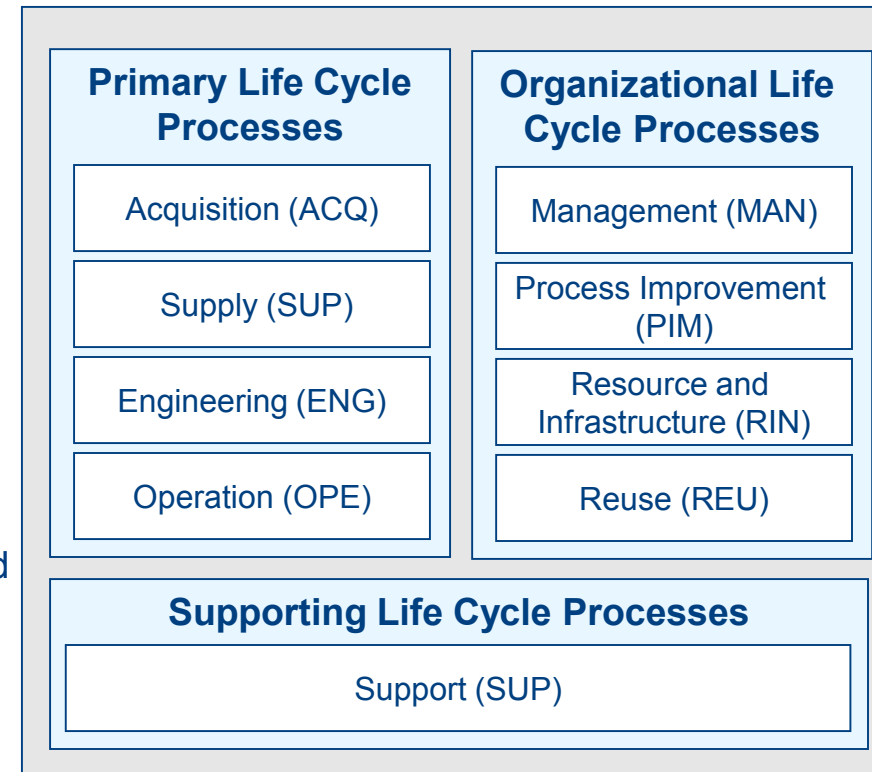 Primary Life Cycle
Processes
Acquisition (ACQ)
Supply (SUP)
Engineering (ENG)
Operation (OPE)
Organizational Life
Cycle Processes
Management (MAN)
Process Improvement
(PIM)
Resource and
Infrastructure (RIN)
Reuse (REU)
d
Supporting Life Cycle Processes
Support (SUP)